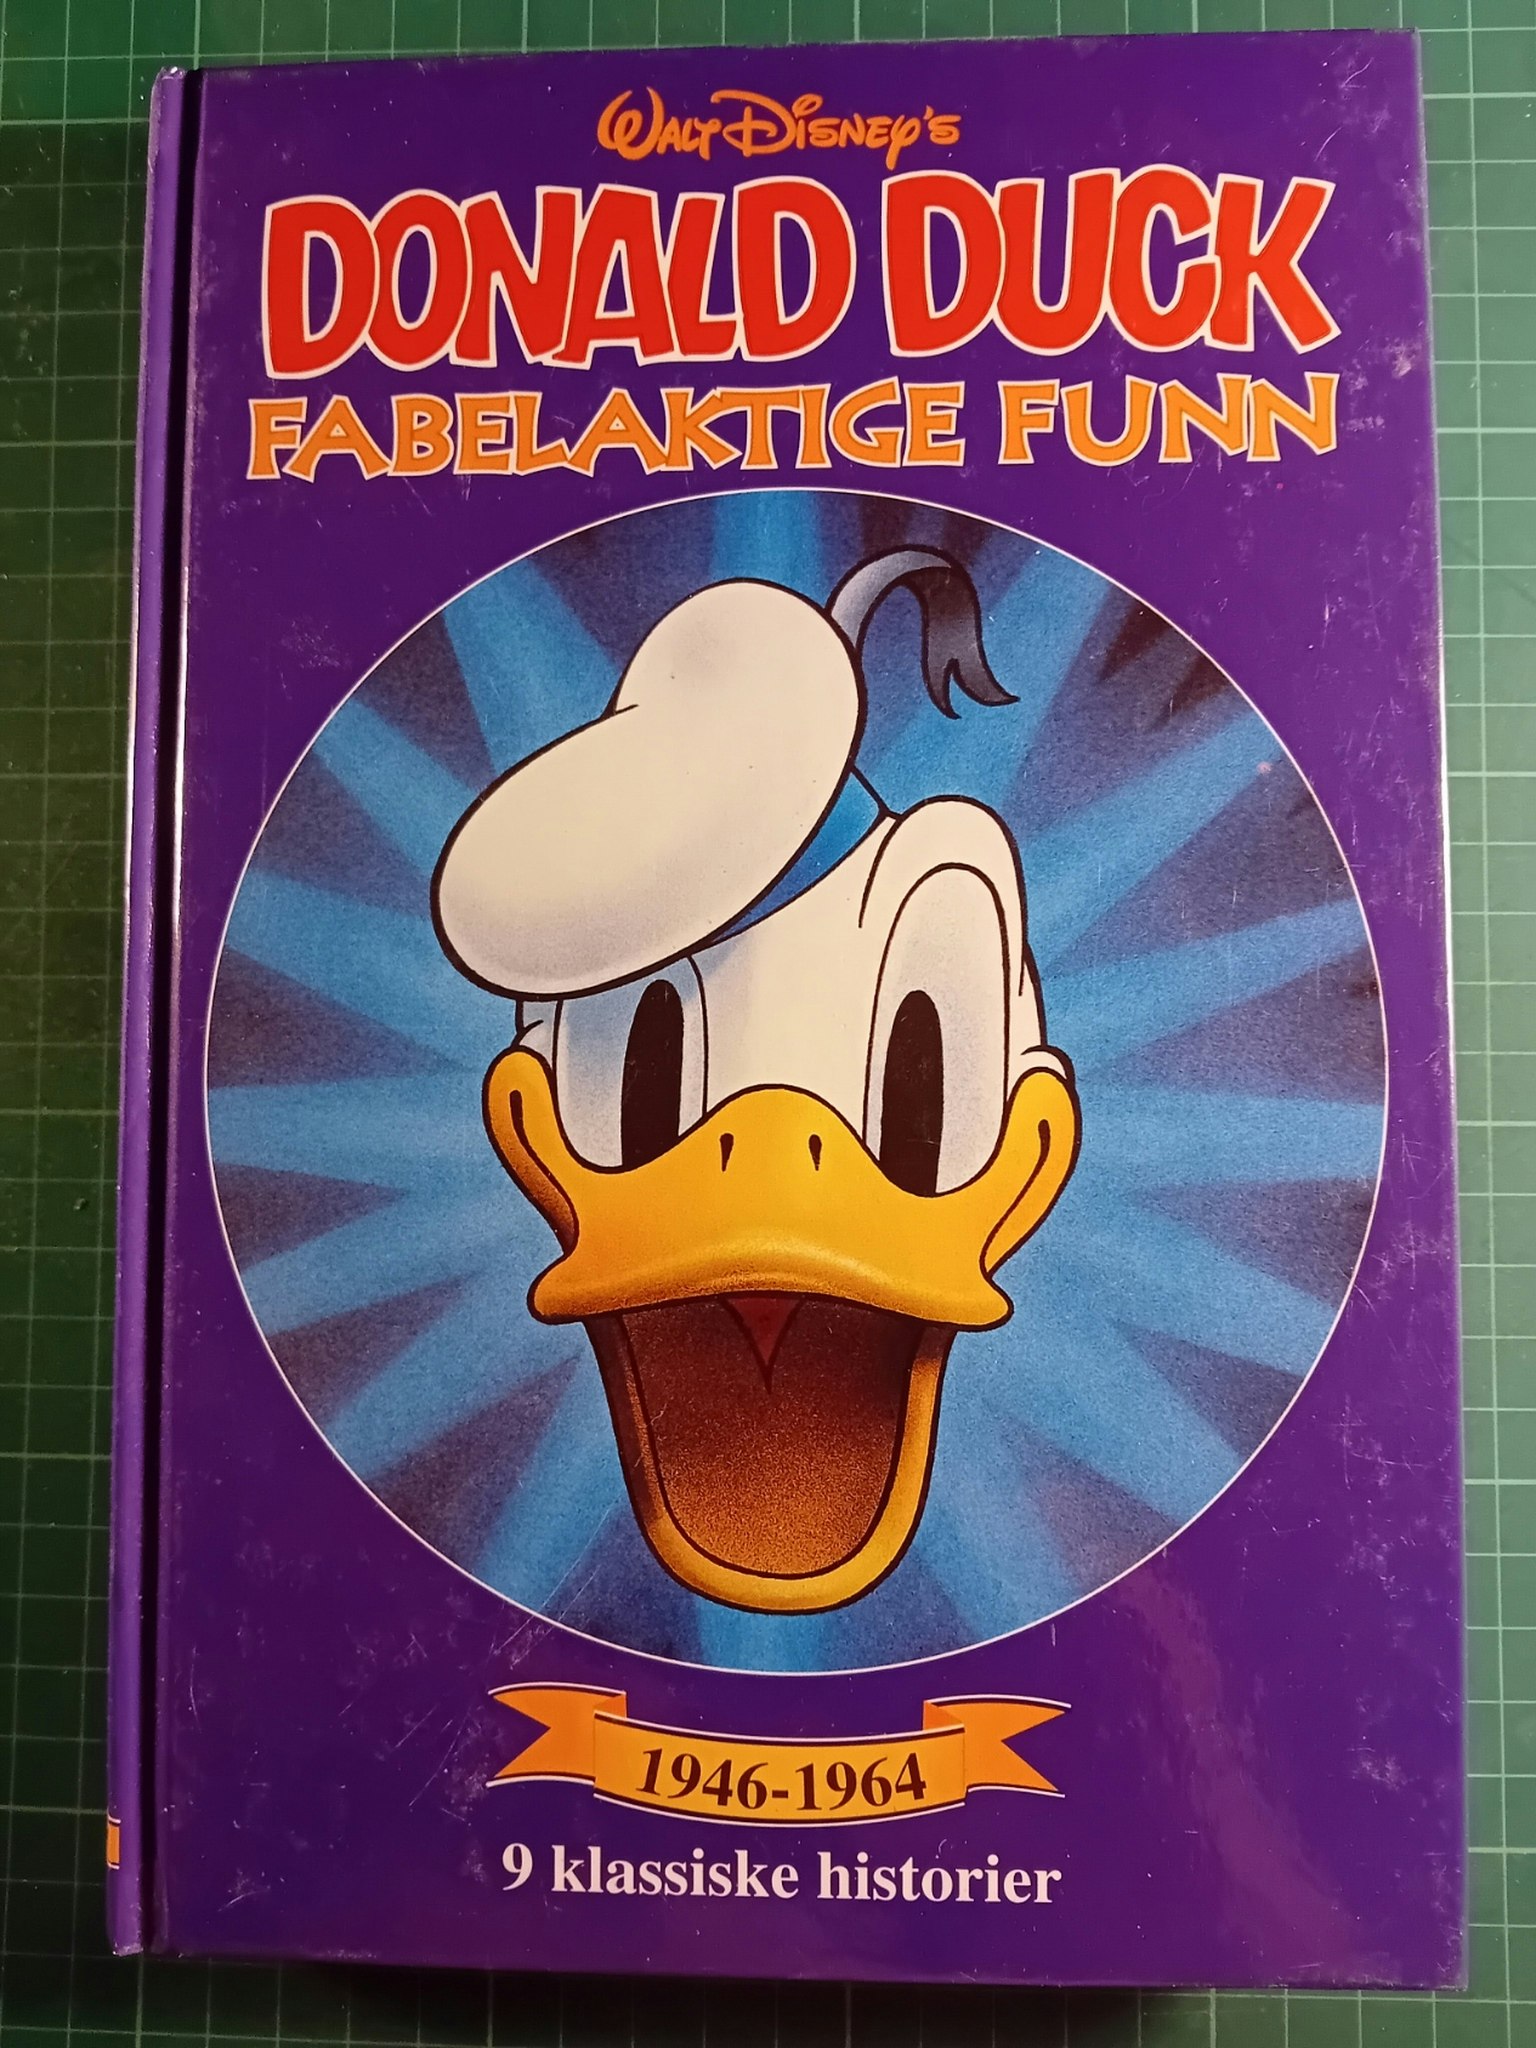 WALT DISNEY'S
DONALD DUCK
FABELAKTIGE FUNN
1946-1964
9 klassiske historier